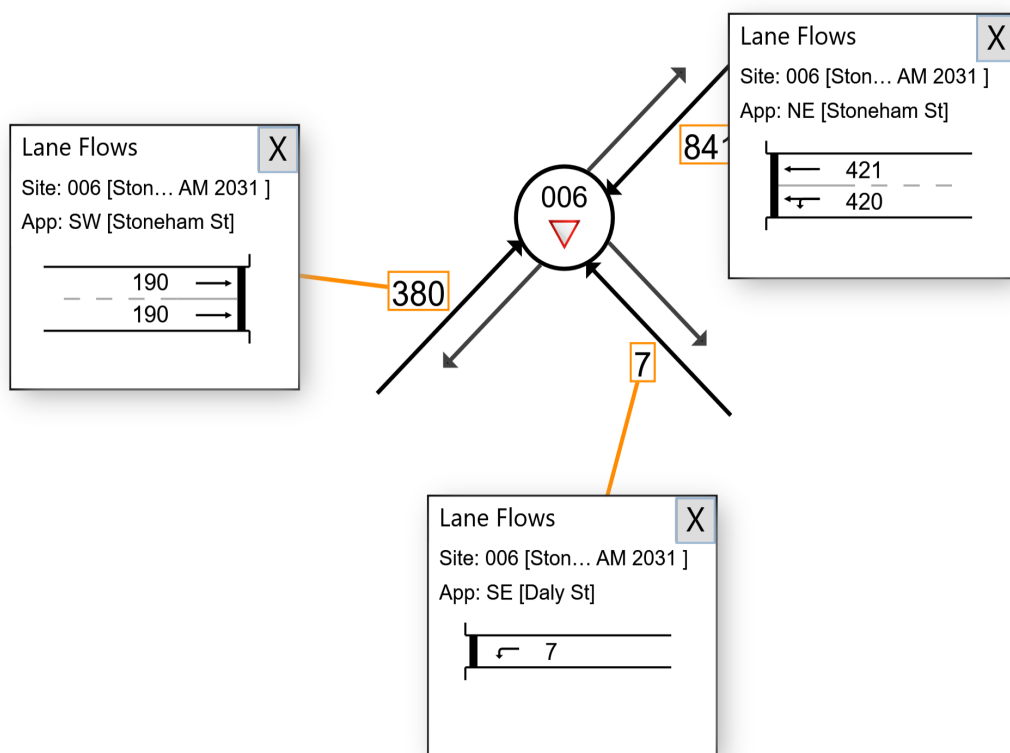 Lane Flows
X
Site: 006 [Ston... AM 2031 ]
App: NE [Stoneham St]
421
420
841
006
Lane Flows
X
Site: 006 [Ston... AM 2031 ]
App: SW [Stoneham St]
190
190
380
7
Lane Flows
X
Site: 006 [Ston... AM 2031 ]
App: SE [Daly St]
7